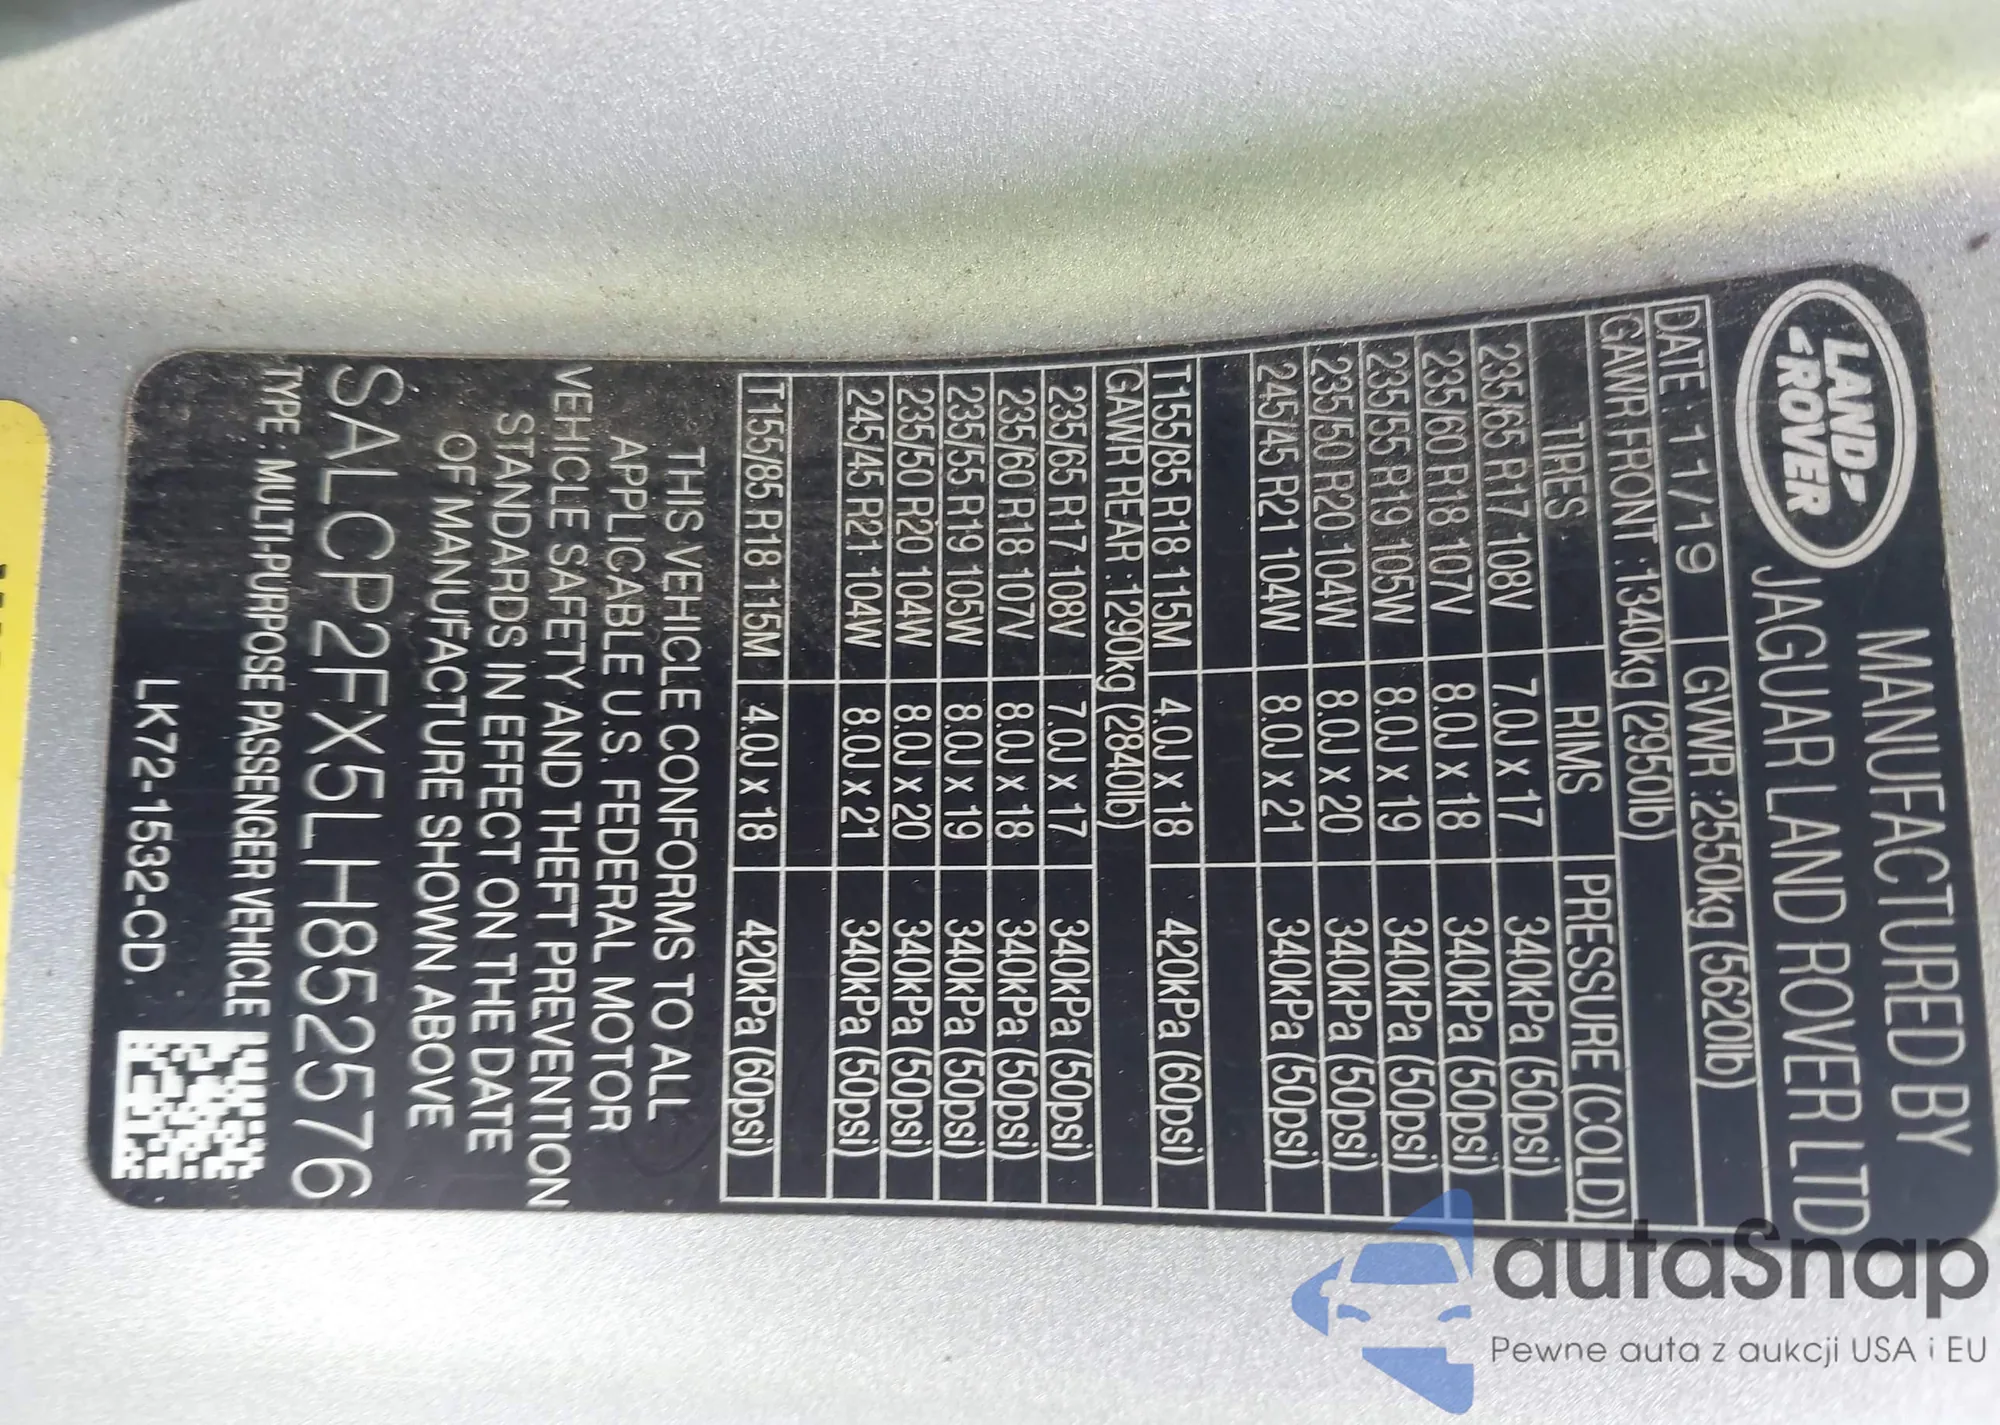 LAND
ROVER
MANUFACTURED BY
JAGUAR LAND ROVER LTD
DATE : 11/19 GVWR :2550kg (5620lb)
GAWR FRONT :1340kg (2950lb)
TIRES RIMS PRESSURE (COLD)
235/65 R17 108V 7.0J x 17 340kPa (50psi)
235/60 R18 107V 8.0J x 18 340kPa (50psi)
235/55 R19 105W 8.0J x 19 340kPa (50psi)
235/50 R20 104W 8.0J x 20 340kPa (50psi)
245/45 R21 104W 8.0J x 21 340kPa (50psi)
T155/85 R18 115M 4.0J x 18 420kPa (60psi)
GAWR REAR :1290kg (2840lb)
235/65 R17 108V 7.0J x 17 340kPa (50psi)
235/60 R18 107V 8.0J x 18 340kPa (50psi)
235/55 R19 105W 8.0J x 19 340kPa (50psi)
235/50 R20 104W 8.0J x 20 340kPa (50psi)
245/45 R21 104W 8.0J x 21 340kPa (50psi)
T155/85 R18 115M 4.0J x 18 420kPa (60psi)
THIS VEHICLE CONFORMS TO ALL
APPLICABLE U.S. FEDERAL MOTOR
VEHICLE SAFETY AND THEFT PREVENTION
STANDARDS IN EFFECT ON THE DATE
OF MANUFACTURE SHOWN ABOVE
SALCP2FX5LH852576
TYPE : MULTI-PURPOSE PASSENGER VEHICLE
LK72-1532-CD
autaSnap
Pewne auta z aukcji USA i EU